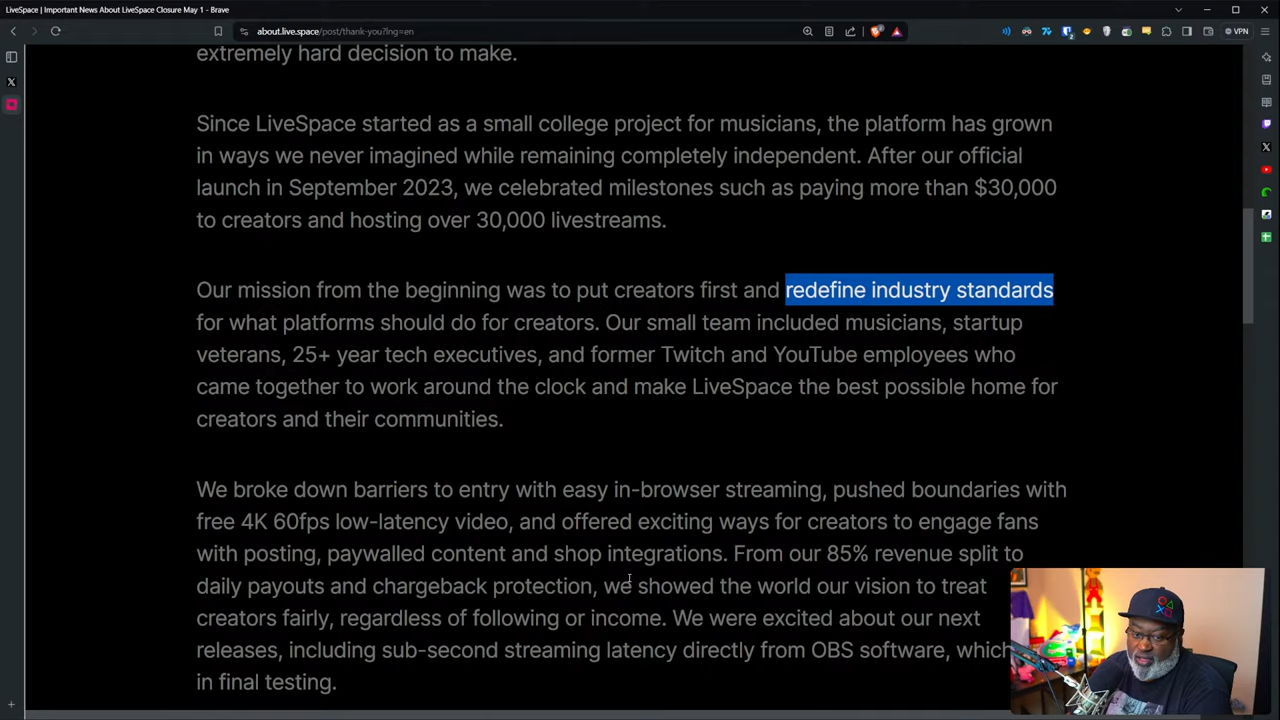 LiveSpace | Important News About LiveSpace Closure May 1 - Brave
about.live.space/post/thank-you?lng=en
VPN
extremely hard decision to make.
Since LiveSpace started as a small college project for musicians, the platform has grown
in ways we never imagined while remaining completely independent. After our official
launch in September 2023, we celebrated milestones such as paying more than $30,000
to creators and hosting over 30,000 livestreams.
Our mission from the beginning was to put creators first and redefine industry standards
for what platforms should do for creators. Our small team included musicians, startup
veterans, 25+ year tech executives, and former Twitch and YouTube employees who
came together to work around the clock and make LiveSpace the best possible home for
creators and their communities.
We broke down barriers to entry with easy in-browser streaming, pushed boundaries with
free 4K 60fps low-latency video, and offered exciting ways for creators to engage fans
with posting, paywalled content and shop integrations. From our 85% revenue split to
daily payouts and chargeback protection, we showed the world our vision to treat
creators fairly, regardless of following or income. We were excited about our next
releases, including sub-second streaming latency directly from OBS software, which
in final testing.